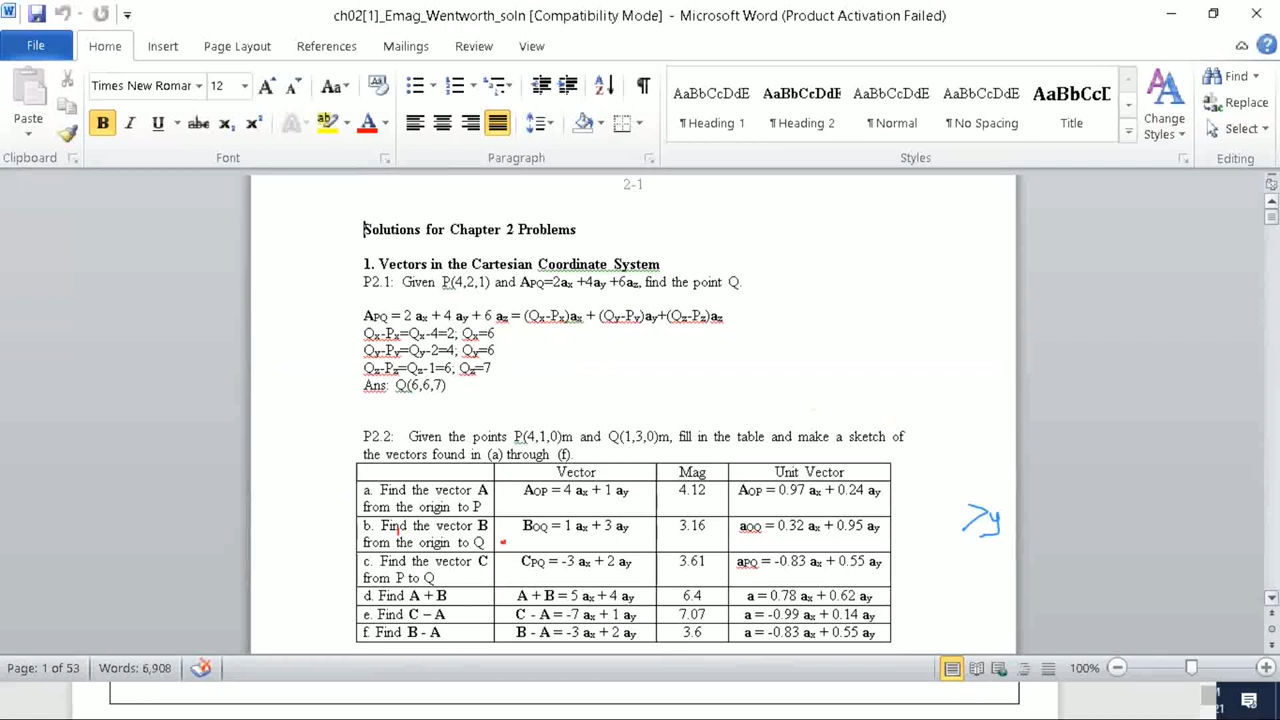 ch02[1]_Emag_Wentworth_soln [Compatibility Mode] - Microsoft Word (Product Activation Failed)
File Home Insert Page Layout References Mailings Review View
Times New Romar 12 Aa
Paste
AaBbCcDdE AaBbCcDdE AaBbCcDdE AaBbCcDdE AaBbCcD
¶ Heading 1 ¶ Heading 2 ¶ Normal ¶ No Spacing Title
Change Styles
Find
Replace
Select
Clipboard Font Paragraph Styles Editing
2-1
Solutions for Chapter 2 Problems
1. Vectors in the Cartesian Coordinate System
P2.1: Given P(4,2,1) and APQ=2ax +4ay +6az, find the point Q.
APQ = 2 ax + 4 ay + 6 az = (Qx-Px)ax + (Qy-Py)ay+(Qz-Pz)az
Qx-Px=Qx-4=2; Qx=6
Qy-Py=Qy-2=4; Qy=6
Qz-Pz=Qz-1=6; Qz=7
Ans: Q(6,6,7)
P2.2: Given the points P(4,1,0)m and Q(1,3,0)m, fill in the table and make a sketch of
the vectors found in (a) through (f).
Vector Mag Unit Vector
a. Find the vector A from the origin to P AOP = 4 ax + 1 ay 4.12 AOP = 0.97 ax + 0.24 ay
b. Find the vector B from the origin to Q BOQ = 1 ax + 3 ay 3.16 aOQ = 0.32 ax + 0.95 ay
c. Find the vector C from P to Q CPQ = -3 ax + 2 ay 3.61 aPQ = -0.83 ax + 0.55 ay
d. Find A + B A + B = 5 ax + 4 ay 6.4 a = 0.78 ax + 0.62 ay
e. Find C – A C - A = -7 ax + 1 ay 7.07 a = -0.99 ax + 0.14 ay
f. Find B - A B - A = -3 ax + 2 ay 3.6 a = -0.83 ax + 0.55 ay
y
Page: 1 of 53 Words: 6,908 100%